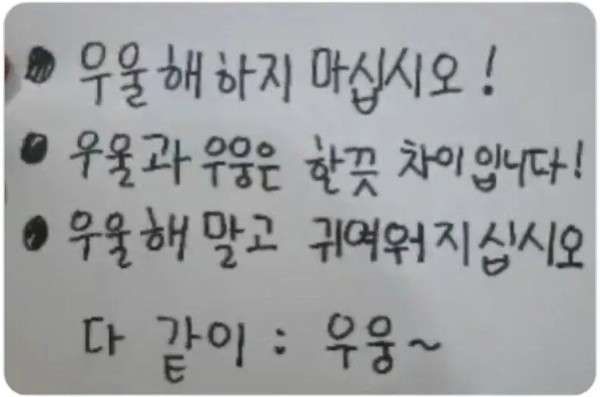 ● 우울해하지 마십시오!
● 우울과 우웅은 한끗 차이입니다!
● 우울해 말고 귀여워지십시오
다 같이 : 우웅~